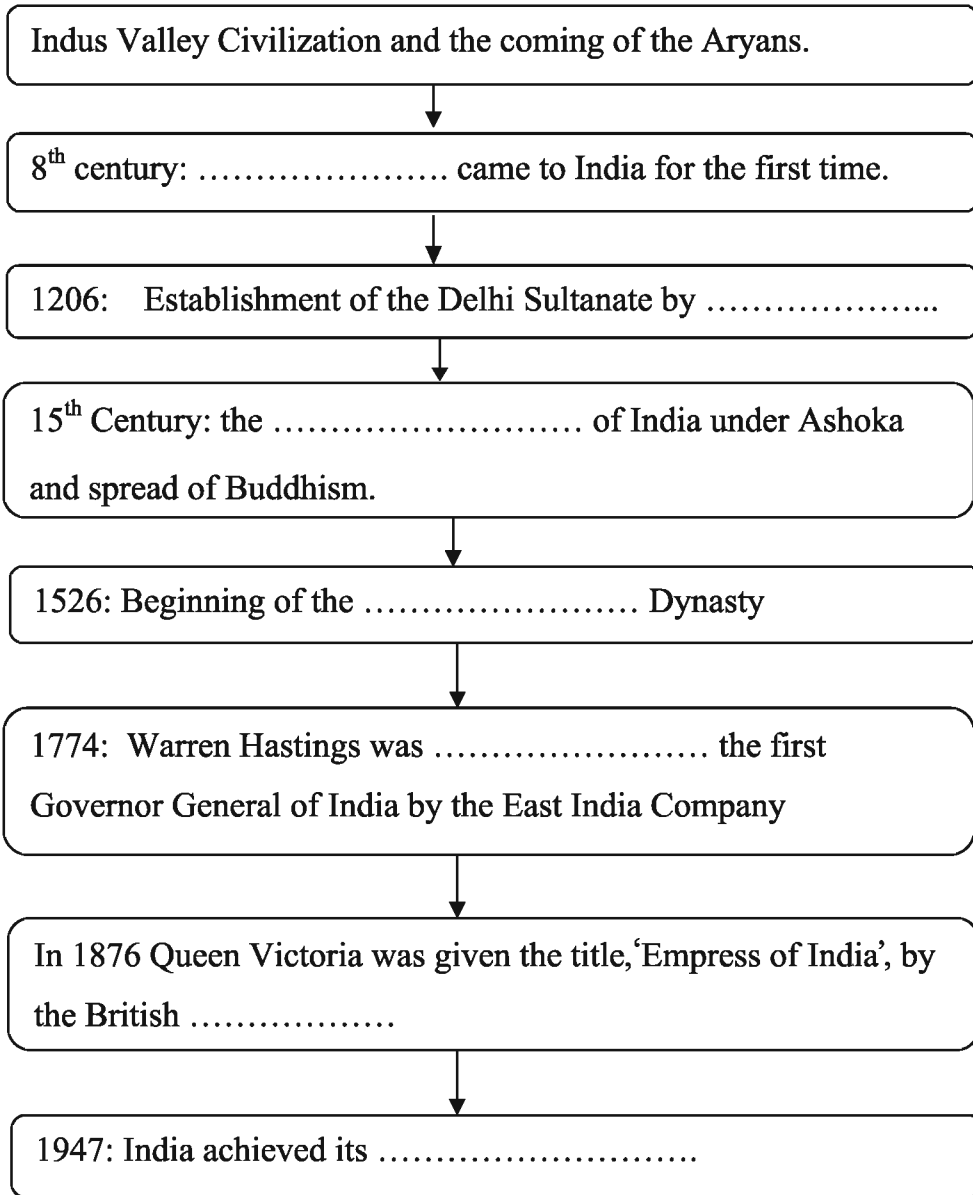 Indus Valley Civilization and the coming of the Aryans.
8th century: …………………. came to India for the first time.
1206: Establishment of the Delhi Sultanate by …………………...
15th Century: the ……………………… of India under Ashoka
and spread of Buddhism.
1526: Beginning of the …………………… Dynasty
1774: Warren Hastings was …………………… the first
Governor General of India by the East India Company
In 1876 Queen Victoria was given the title,‘Empress of India’, by
the British ………………
1947: India achieved its ……………………….